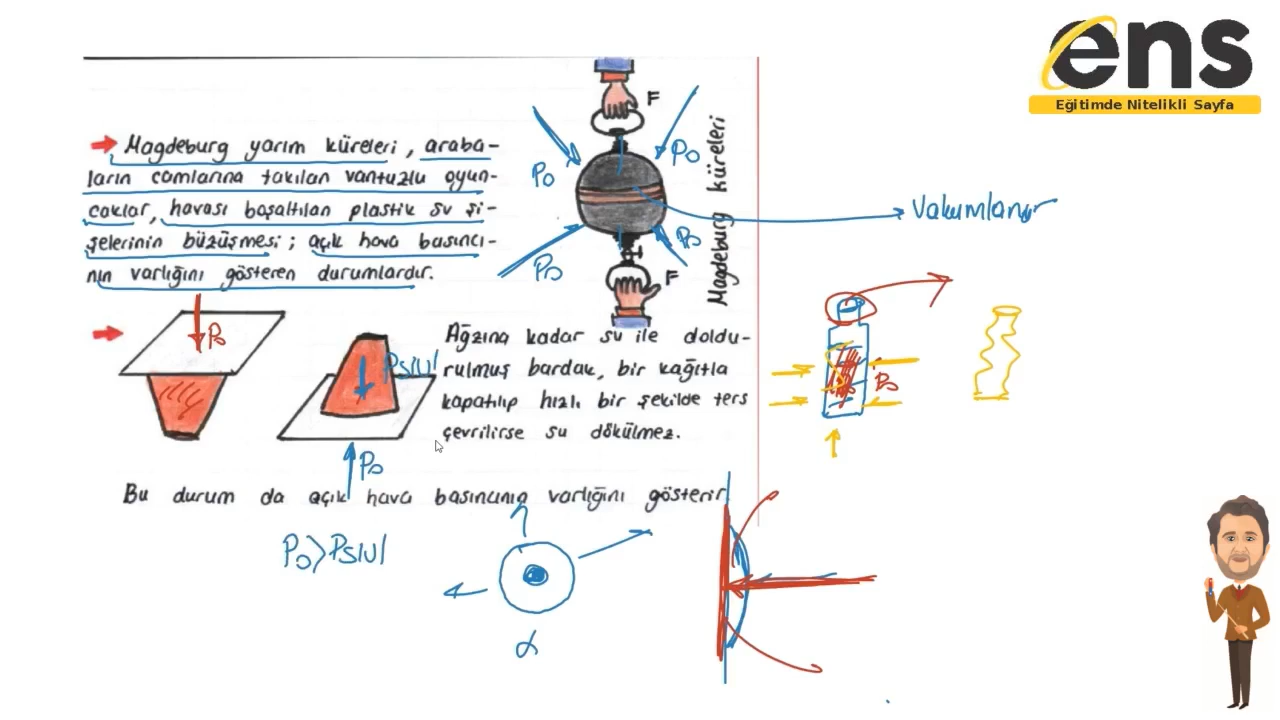 ens
Eğitimde Nitelikli Sayfa
Magdeburg yarım küreleri, araba-
ların camlarına takılan vantuzlu oyun-
caklar, havası boşaltılan plastik su şi-
şelerinin büzüşmesi; açık hava basıncı-
nın varlığını gösteren durumlardır.
F
P₀
P₀
P₀
P₀
F
Magdeburg küreleri
Vakumlanır
P₀
Psıvı
P₀
Ağzına kadar su ile doldu-
rulmuş bardak, bir kağıtla
kapatılıp hızlı bir şekilde ters
çevrilirse su dökülmez.
P₀
Bu durum da açık hava basıncının varlığını gösterir
P₀>Psıvı